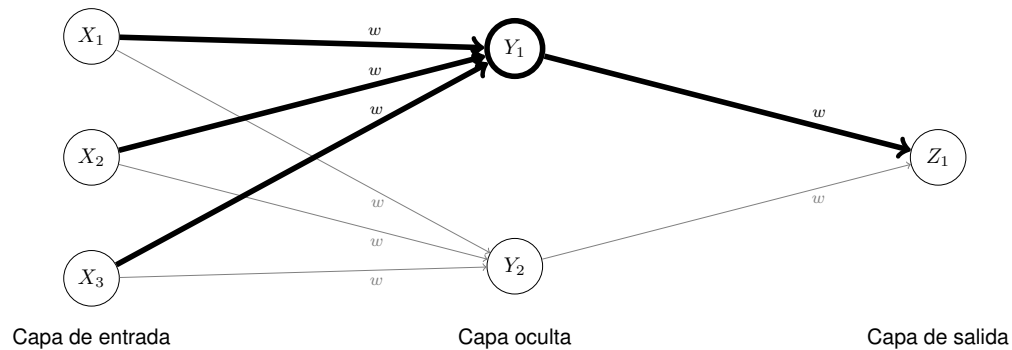 X₁
w
Y₁
w
w
w
X₂
Z₁
w
w
w
X₃
w
Y₂
Capa de entrada
Capa oculta
Capa de salida